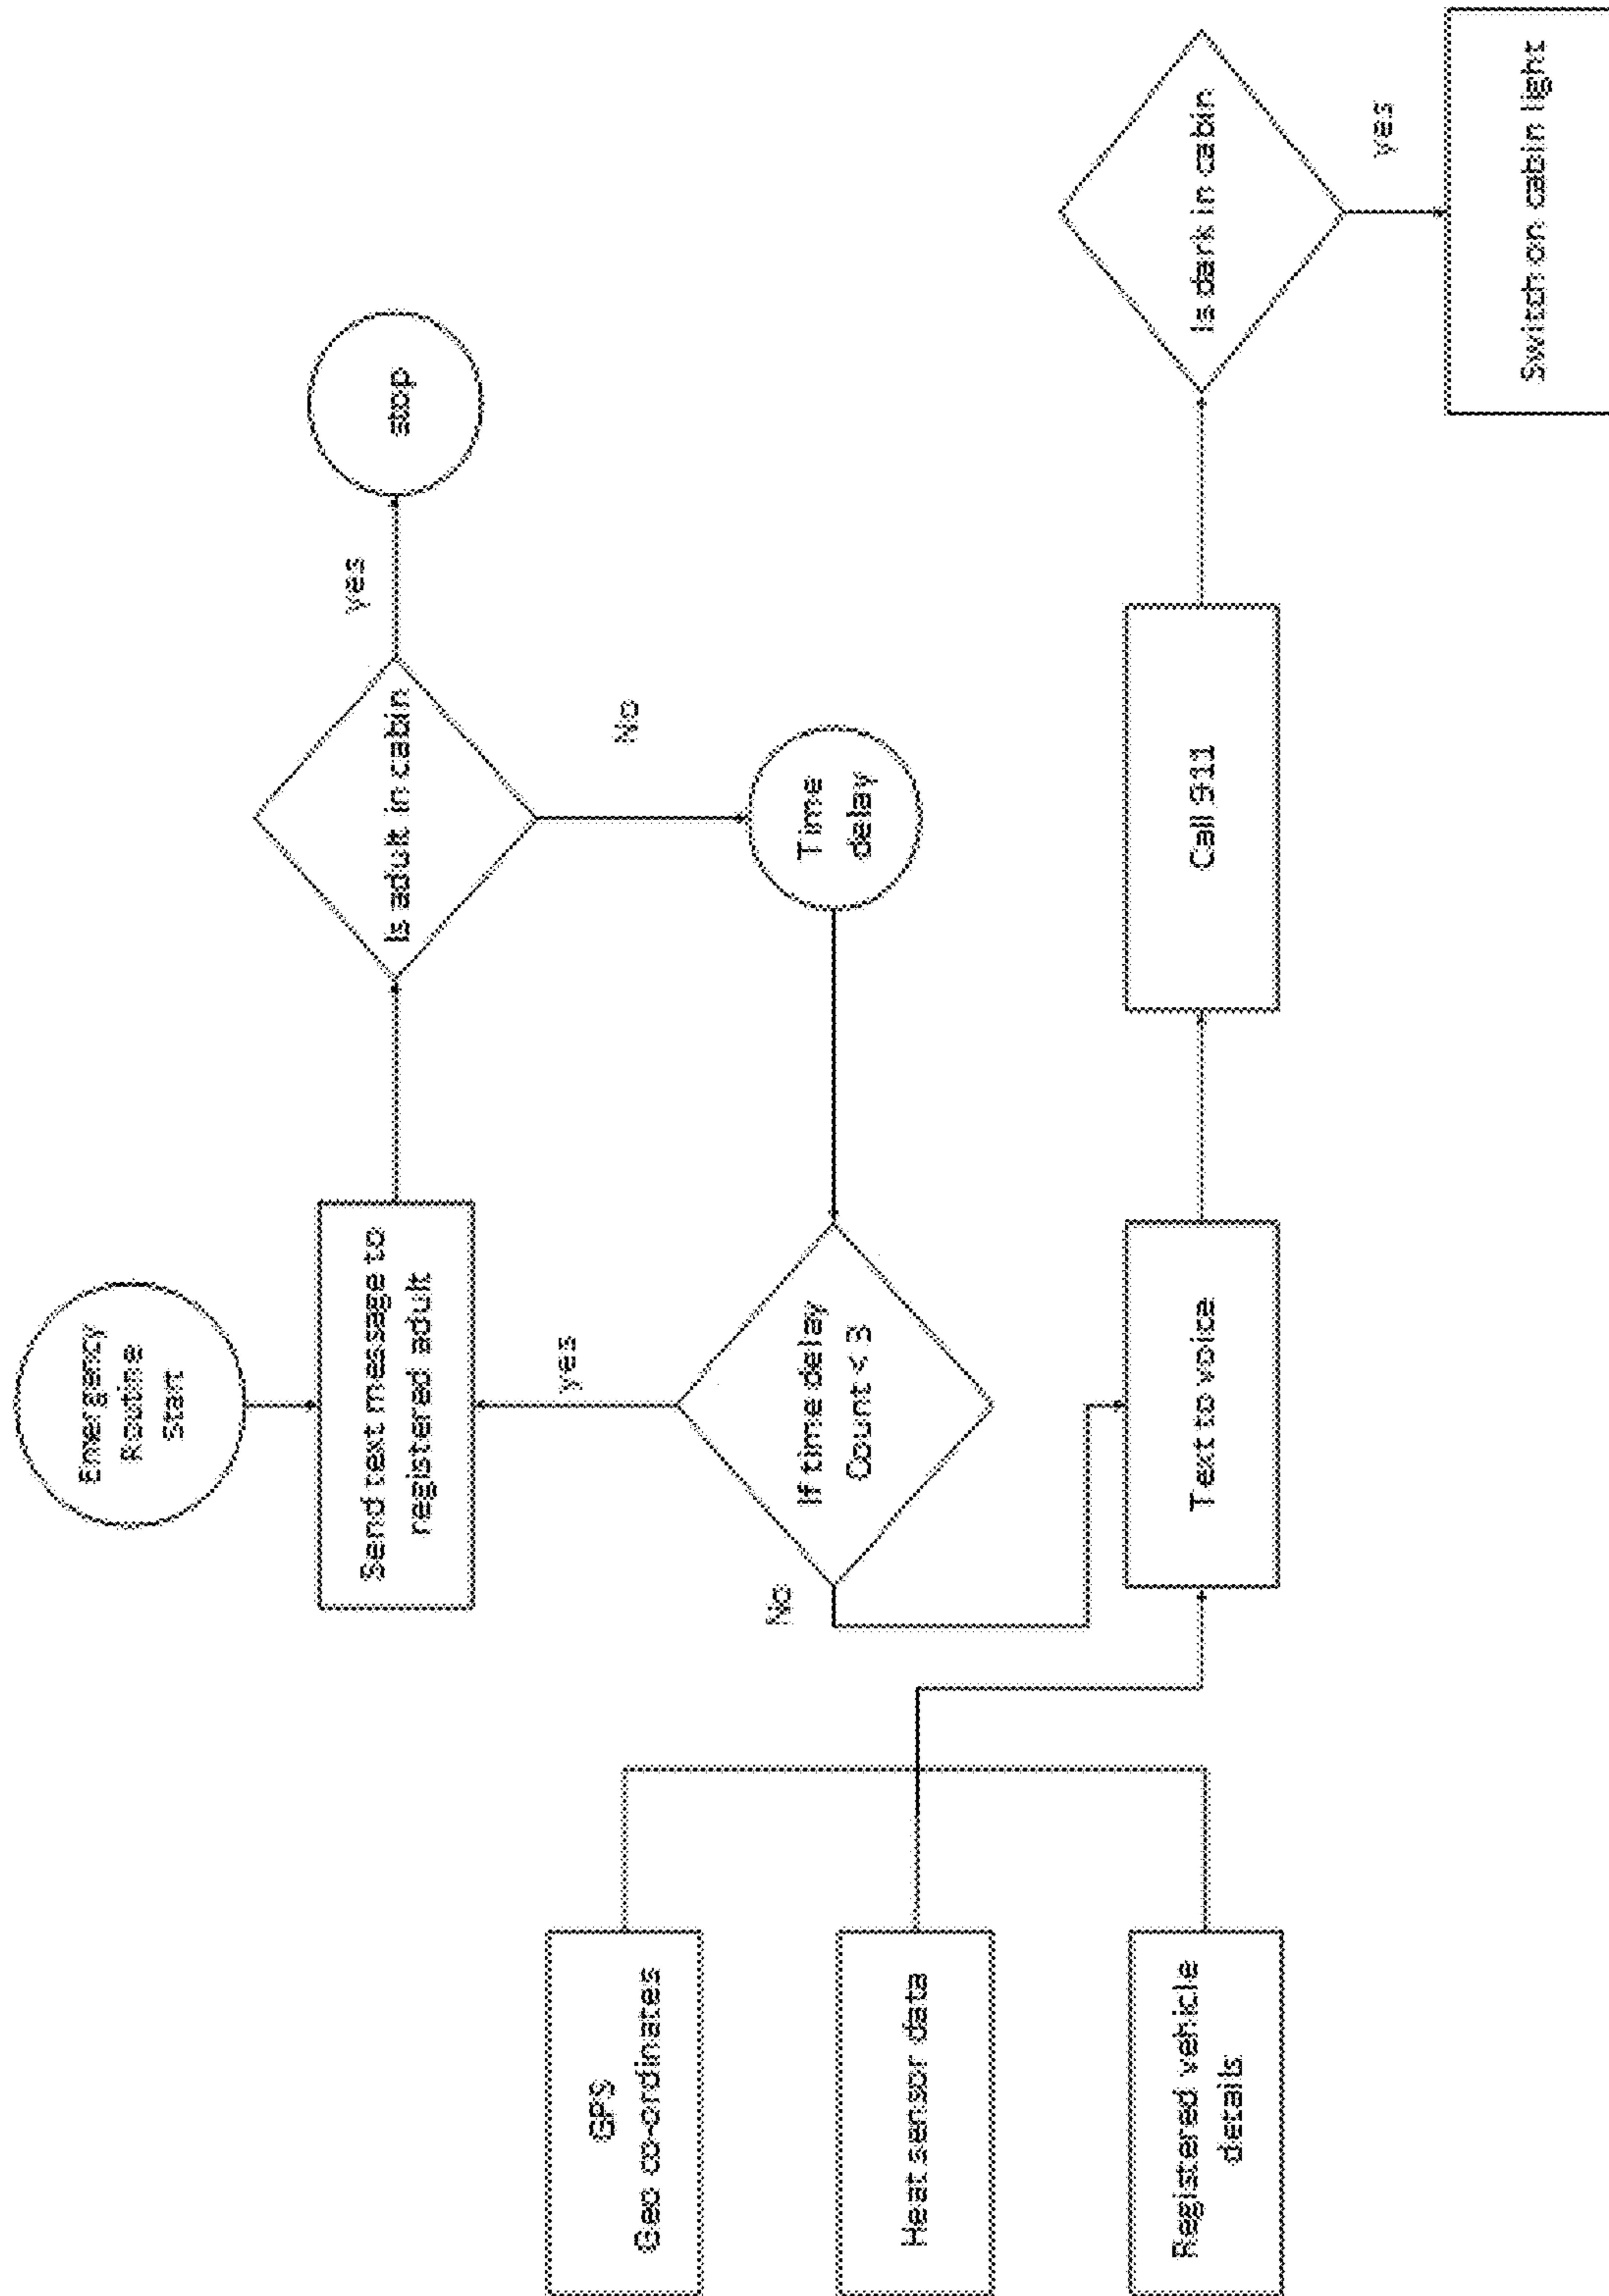 Emergency
Routine
Start
Send text message to
registered adult
Is adult in cabin
yes
stop
No
Time
delay
If time delay
Count < 3
yes
No
GPS
Geo co-ordinates
Heat sensor data
Registered vehicle
details
Text to voice
Call 911
Is dark in cabin
yes
Switch on cabin light